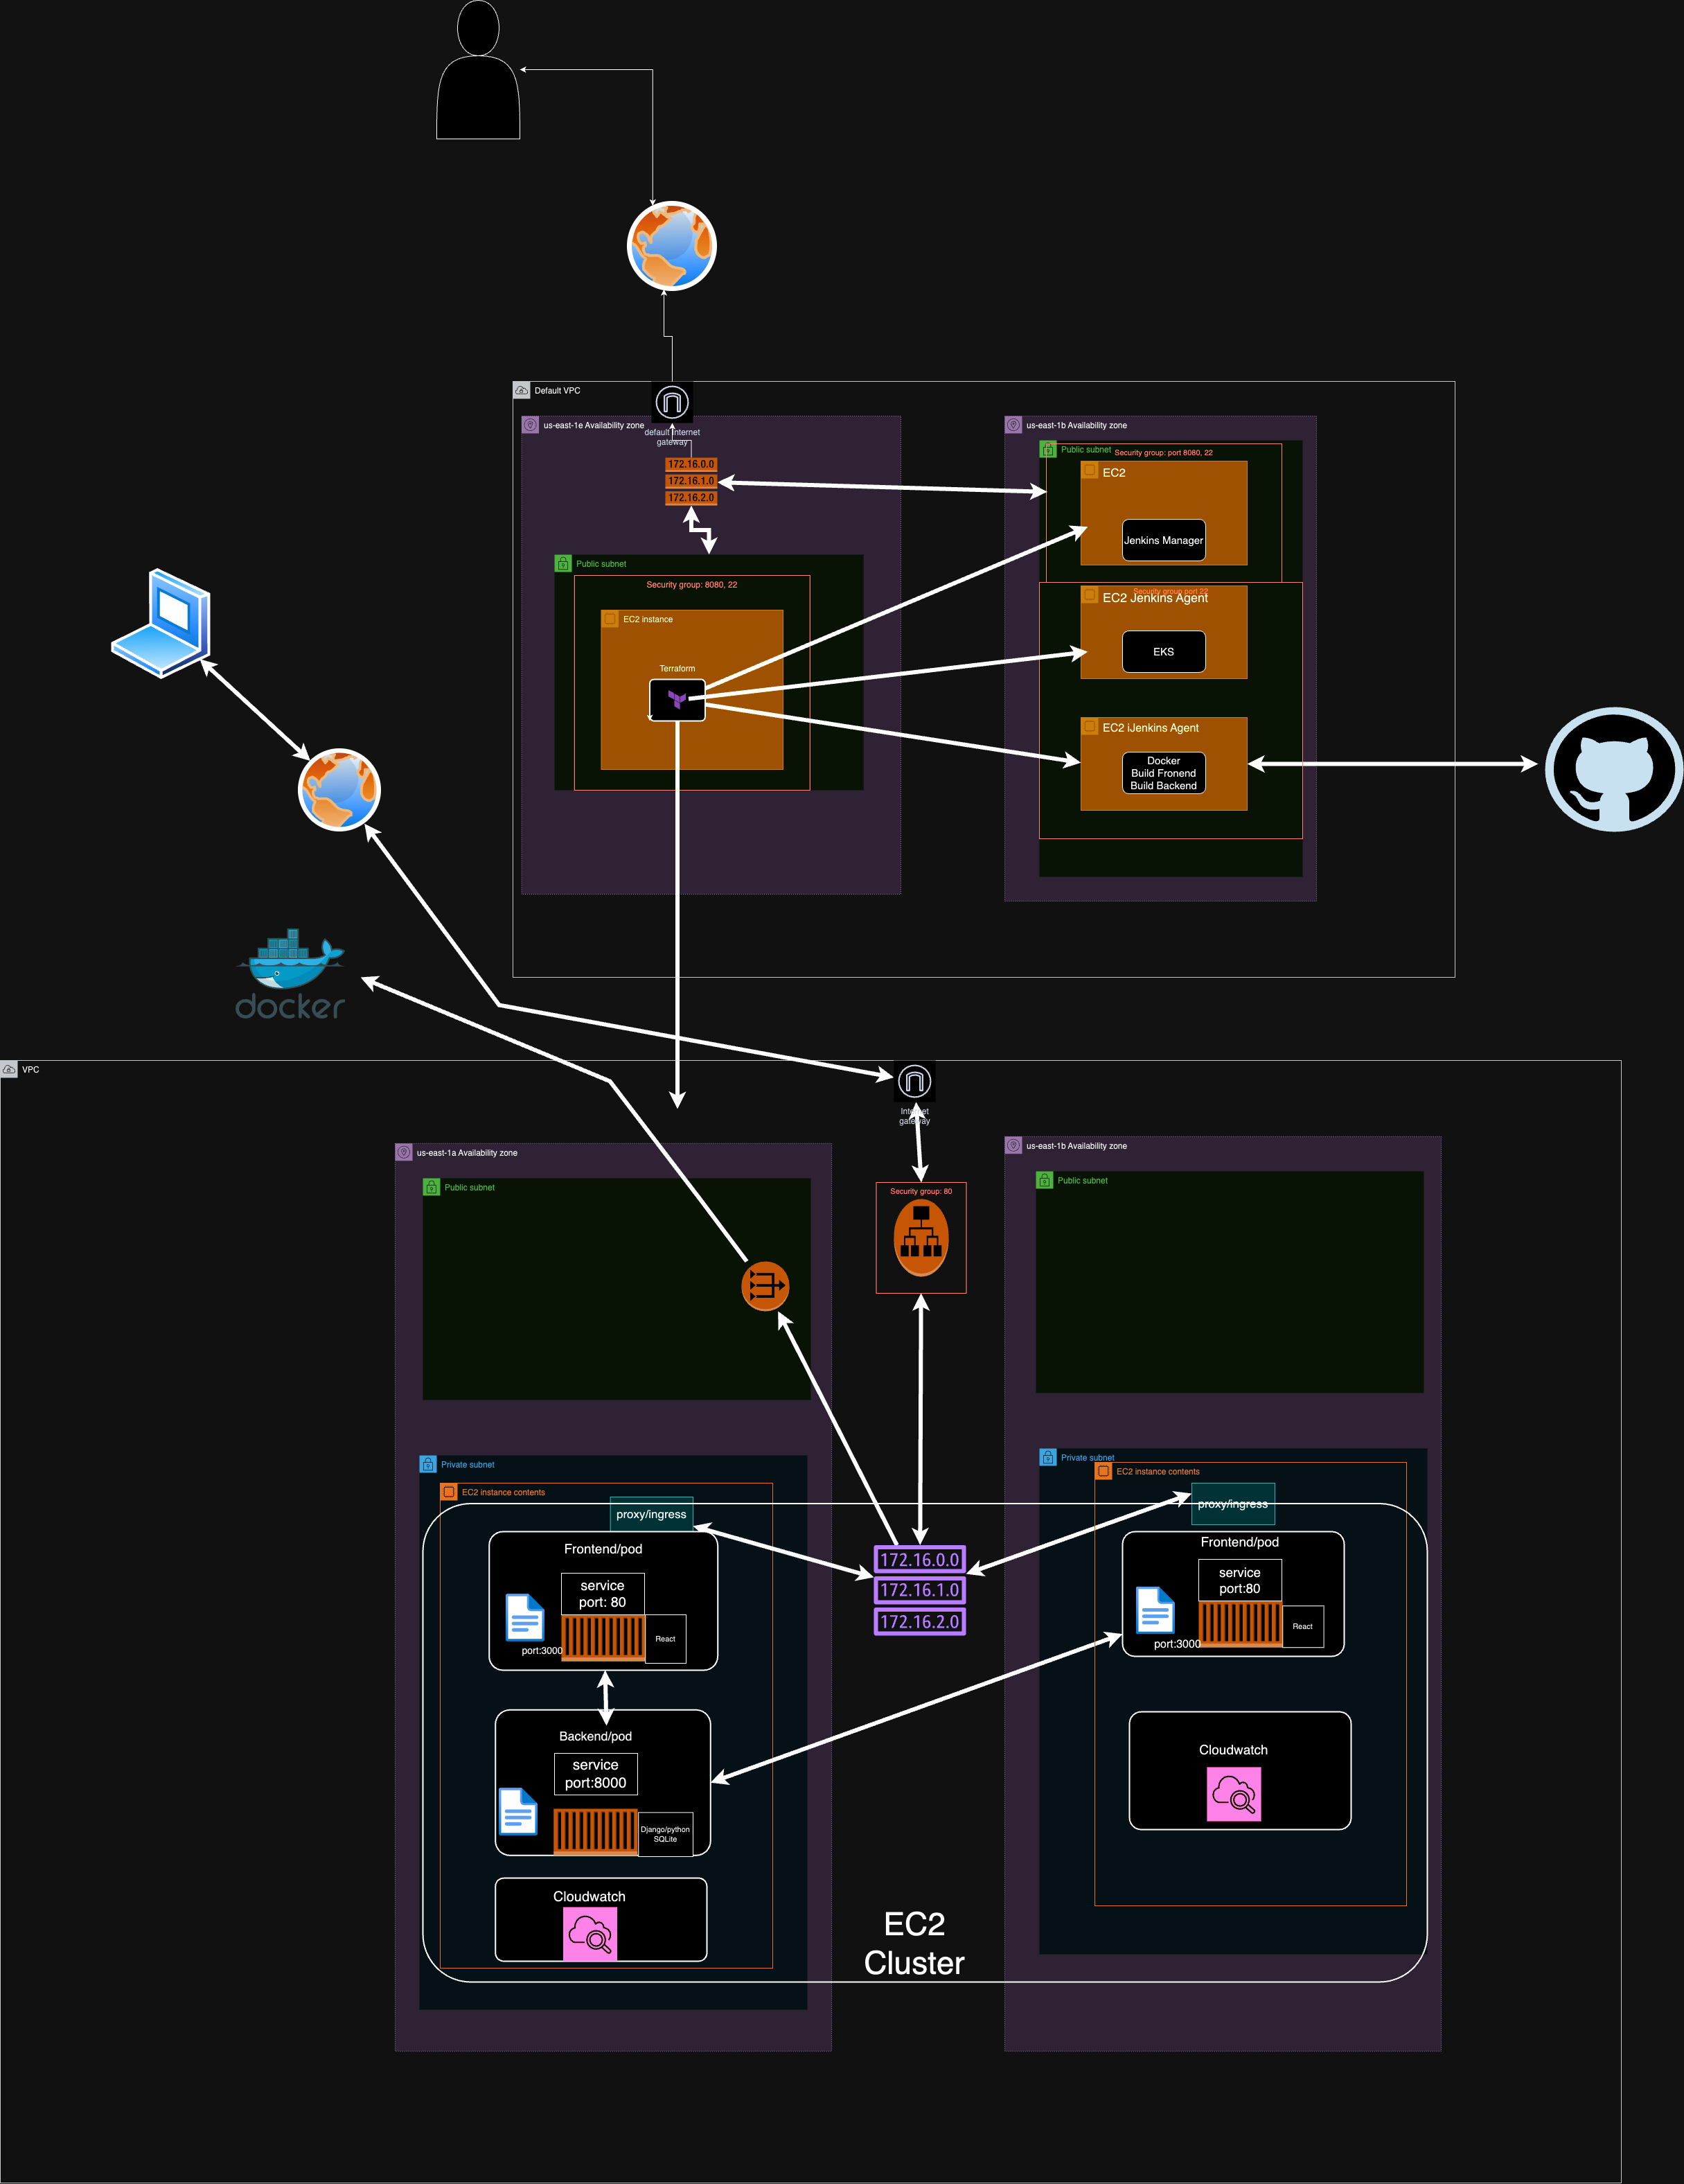 Default VPC
us-east-1e Availability zone
default Internet
gateway
172.16.0.0
172.16.1.0
172.16.2.0
Public subnet
Security group: 8080, 22
EC2 instance
Terraform
us-east-1b Availability zone
Public subnet
Security group: port 8080, 22
EC2
Jenkins Manager
Security group port 22
EC2 Jenkins Agent
EKS
EC2 iJenkins Agent
Docker
Build Fronend
Build Backend
docker
VPC
Internet
gateway
us-east-1a Availability zone
Public subnet
Security group: 80
us-east-1b Availability zone
Public subnet
Private subnet
EC2 instance contents
proxy/ingress
Frontend/pod
service
port: 80
port:3000
React
Backend/pod
service
port:8000
Django/python
SQLite
Cloudwatch
172.16.0.0
172.16.1.0
172.16.2.0
Private subnet
EC2 instance contents
proxy/ingress
Frontend/pod
service
port:80
port:3000
React
Cloudwatch
EC2
Cluster